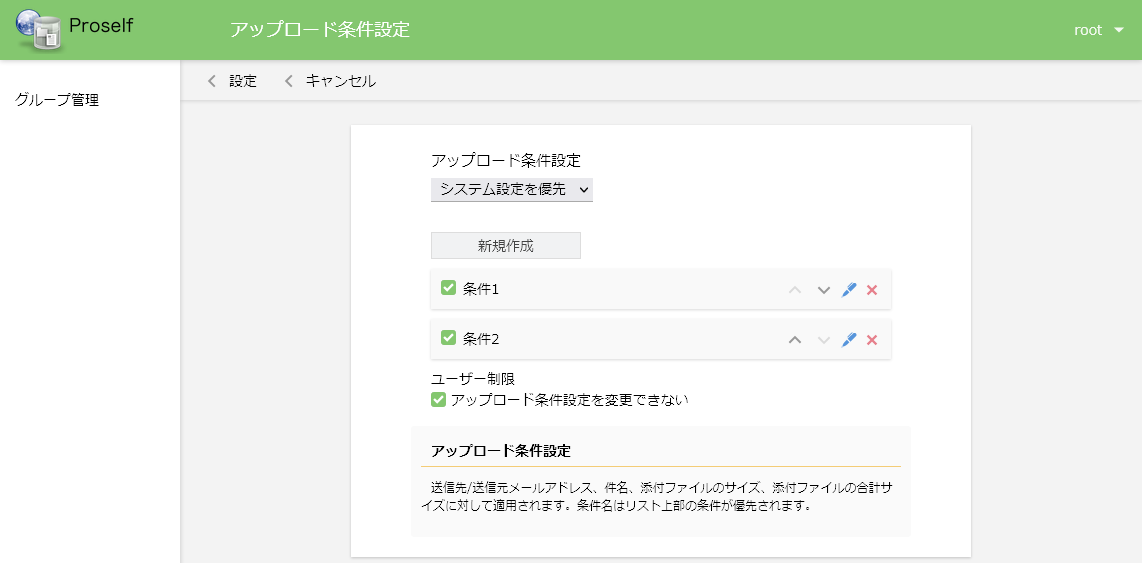 Proself
アップロード条件設定
root
グループ管理
設定
キャンセル
アップロード条件設定
システム設定を優先
新規作成
条件1
条件2
ユーザー制限
アップロード条件設定を変更できない
アップロード条件設定
送信先/送信元メールアドレス、件名、添付ファイルのサイズ、添付ファイルの合計サ
イズに対して適用されます。条件名はリスト上部の条件が優先されます。